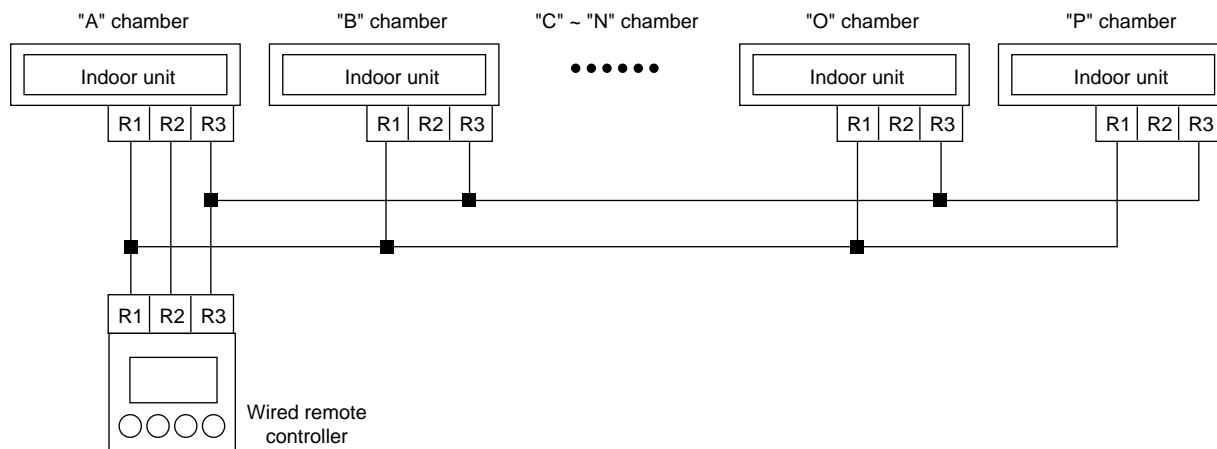 "A" chamber "B" chamber "C" ~ "N" chamber "O" chamber "P" chamber
Indoor unit Indoor unit Indoor unit Indoor unit
R1 R2 R3 R1 R2 R3 R1 R2 R3 R1 R2 R3
R1 R2 R3
Wired remote
controller